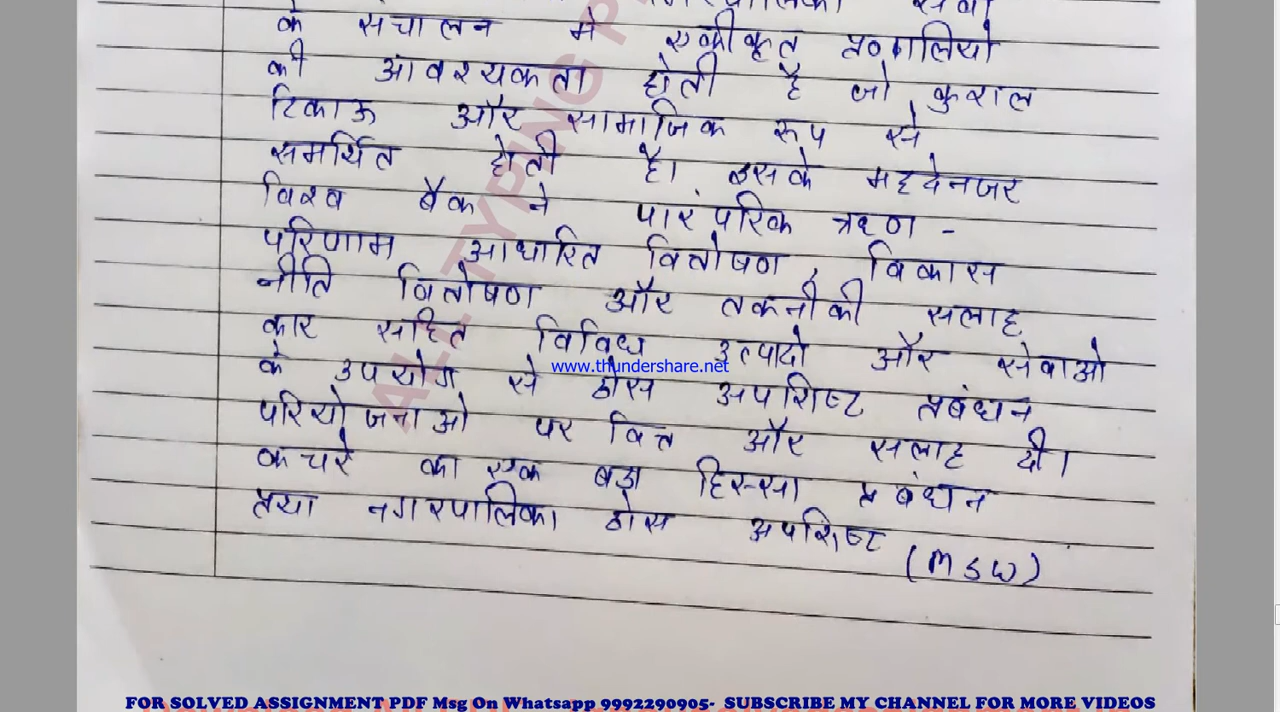 के संचालन मे एकीकृत प्रणालियो
की आवश्यकता होती है जो कुशल
टिकाऊ और सामाजिक रूप से
समर्थित होती है। इसके मद्देनजर
विश्व बैंक ने पारंपरिक ऋण -
परिणाम आधारित वित्तोषण, विकास
नीति वित्तोषण और तकनीकी सलाह
कार सहित विविध उत्पादो और सेवाओ
के उपयोग से ठोस अपशिष्ट प्रबंधन
परियोजनाओ पर वित्त और सलाह दी।
कचरे का एक बड़ा हिस्सा प्रबंधन
तथा नगरपालिका ठोस अपशिष्ट (MSW)
ALL TYPING P
www.thundershare.net
FOR SOLVED ASSIGNMENT PDF Msg On Whatsapp 9992290905- SUBSCRIBE MY CHANNEL FOR MORE VIDEOS